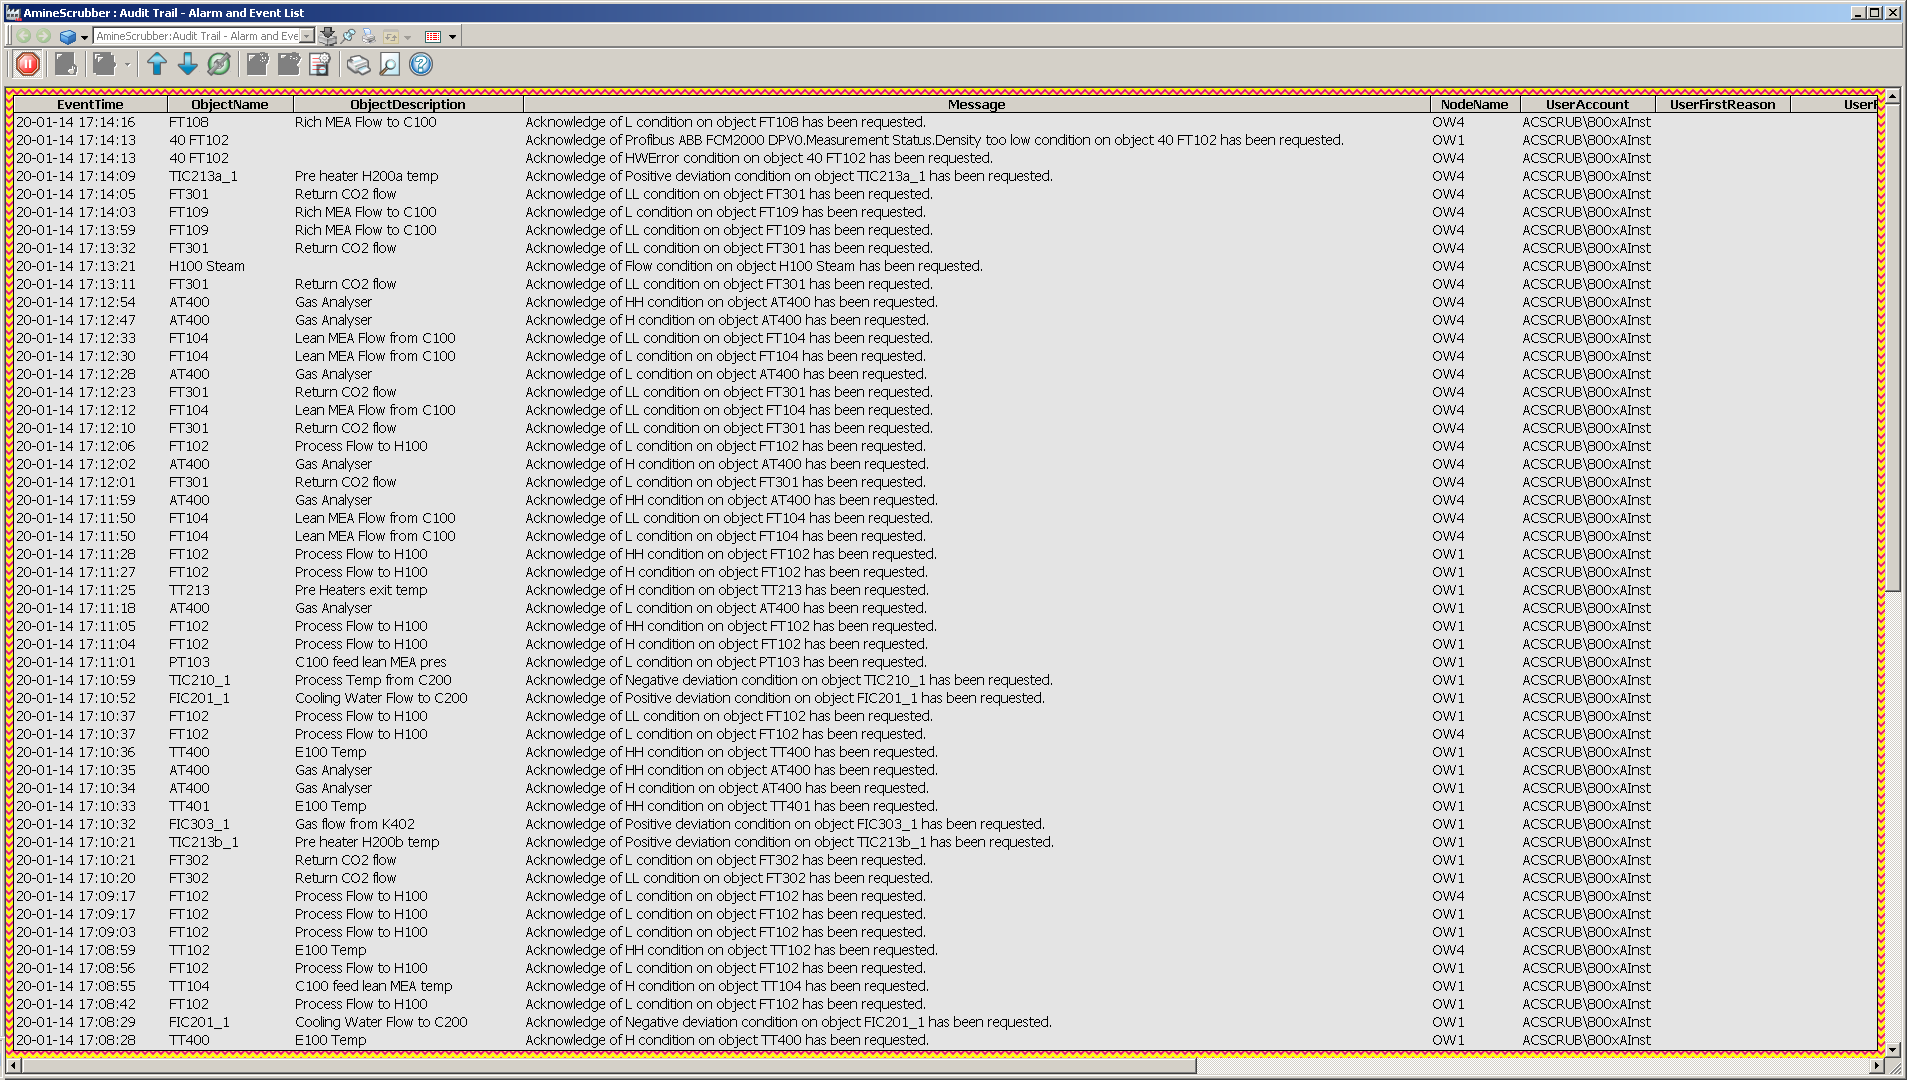 AmineScrubber : Audit Trail - Alarm and Event List
AmineScrubber:Audit Trail - Alarm and Eve
EventTime ObjectName ObjectDescription Message NodeName UserAccount UserFirstReason
20-01-14 17:14:16 FT108 Rich MEA Flow to C100 Acknowledge of L condition on object FT108 has been requested. OW4 ACSCRUB\800xAInst
20-01-14 17:14:13 40 FT102 Acknowledge of Profibus ABB FCM2000 DPV0.Measurement Status.Density too low condition on object 40 FT102 has been requested. OW1 ACSCRUB\800xAInst
20-01-14 17:14:13 40 FT102 Acknowledge of HWError condition on object 40 FT102 has been requested. OW4 ACSCRUB\800xAInst
20-01-14 17:14:09 TIC213a_1 Pre heater H200a temp Acknowledge of Positive deviation condition on object TIC213a_1 has been requested. OW4 ACSCRUB\800xAInst
20-01-14 17:14:05 FT301 Return CO2 flow Acknowledge of LL condition on object FT301 has been requested. OW4 ACSCRUB\800xAInst
20-01-14 17:14:03 FT109 Rich MEA Flow to C100 Acknowledge of L condition on object FT109 has been requested. OW4 ACSCRUB\800xAInst
20-01-14 17:13:59 FT109 Rich MEA Flow to C100 Acknowledge of LL condition on object FT109 has been requested. OW4 ACSCRUB\800xAInst
20-01-14 17:13:32 FT301 Return CO2 flow Acknowledge of LL condition on object FT301 has been requested. OW4 ACSCRUB\800xAInst
20-01-14 17:13:21 H100 Steam Acknowledge of Flow condition on object H100 Steam has been requested. OW4 ACSCRUB\800xAInst
20-01-14 17:13:11 FT301 Return CO2 flow Acknowledge of LL condition on object FT301 has been requested. OW4 ACSCRUB\800xAInst
20-01-14 17:12:54 AT400 Gas Analyser Acknowledge of HH condition on object AT400 has been requested. OW4 ACSCRUB\800xAInst
20-01-14 17:12:47 AT400 Gas Analyser Acknowledge of H condition on object AT400 has been requested. OW4 ACSCRUB\800xAInst
20-01-14 17:12:33 FT104 Lean MEA Flow from C100 Acknowledge of LL condition on object FT104 has been requested. OW4 ACSCRUB\800xAInst
20-01-14 17:12:30 FT104 Lean MEA Flow from C100 Acknowledge of L condition on object FT104 has been requested. OW4 ACSCRUB\800xAInst
20-01-14 17:12:28 AT400 Gas Analyser Acknowledge of L condition on object AT400 has been requested. OW4 ACSCRUB\800xAInst
20-01-14 17:12:23 FT301 Return CO2 flow Acknowledge of LL condition on object FT301 has been requested. OW4 ACSCRUB\800xAInst
20-01-14 17:12:12 FT104 Lean MEA Flow from C100 Acknowledge of LL condition on object FT104 has been requested. OW4 ACSCRUB\800xAInst
20-01-14 17:12:10 FT301 Return CO2 flow Acknowledge of LL condition on object FT301 has been requested. OW4 ACSCRUB\800xAInst
20-01-14 17:12:06 FT102 Process Flow to H100 Acknowledge of L condition on object FT102 has been requested. OW4 ACSCRUB\800xAInst
20-01-14 17:12:02 AT400 Gas Analyser Acknowledge of H condition on object AT400 has been requested. OW4 ACSCRUB\800xAInst
20-01-14 17:12:01 FT301 Return CO2 flow Acknowledge of LL condition on object FT301 has been requested. OW4 ACSCRUB\800xAInst
20-01-14 17:11:59 AT400 Gas Analyser Acknowledge of HH condition on object AT400 has been requested. OW4 ACSCRUB\800xAInst
20-01-14 17:11:50 FT104 Lean MEA Flow from C100 Acknowledge of LL condition on object FT104 has been requested. OW4 ACSCRUB\800xAInst
20-01-14 17:11:50 FT104 Lean MEA Flow from C100 Acknowledge of L condition on object FT104 has been requested. OW4 ACSCRUB\800xAInst
20-01-14 17:11:28 FT102 Process Flow to H100 Acknowledge of HH condition on object FT102 has been requested. OW1 ACSCRUB\800xAInst
20-01-14 17:11:27 FT102 Process Flow to H100 Acknowledge of H condition on object FT102 has been requested. OW1 ACSCRUB\800xAInst
20-01-14 17:11:25 TT213 Pre Heaters exit temp Acknowledge of H condition on object TT213 has been requested. OW1 ACSCRUB\800xAInst
20-01-14 17:11:18 AT400 Gas Analyser Acknowledge of L condition on object AT400 has been requested. OW1 ACSCRUB\800xAInst
20-01-14 17:11:05 FT102 Process Flow to H100 Acknowledge of HH condition on object FT102 has been requested. OW1 ACSCRUB\800xAInst
20-01-14 17:11:04 FT102 Process Flow to H100 Acknowledge of H condition on object FT102 has been requested. OW1 ACSCRUB\800xAInst
20-01-14 17:11:01 PT103 C100 feed lean MEA pres Acknowledge of L condition on object PT103 has been requested. OW1 ACSCRUB\800xAInst
20-01-14 17:10:59 TIC210_1 Process Temp from C200 Acknowledge of Negative deviation condition on object TIC210_1 has been requested. OW1 ACSCRUB\800xAInst
20-01-14 17:10:52 FIC201_1 Cooling Water Flow to C200 Acknowledge of Positive deviation condition on object FIC201_1 has been requested. OW1 ACSCRUB\800xAInst
20-01-14 17:10:37 FT102 Process Flow to H100 Acknowledge of LL condition on object FT102 has been requested. OW1 ACSCRUB\800xAInst
20-01-14 17:10:37 FT102 Process Flow to H100 Acknowledge of L condition on object FT102 has been requested. OW4 ACSCRUB\800xAInst
20-01-14 17:10:36 TT400 E100 Temp Acknowledge of HH condition on object TT400 has been requested. OW1 ACSCRUB\800xAInst
20-01-14 17:10:35 AT400 Gas Analyser Acknowledge of HH condition on object AT400 has been requested. OW1 ACSCRUB\800xAInst
20-01-14 17:10:34 AT400 Gas Analyser Acknowledge of H condition on object AT400 has been requested. OW1 ACSCRUB\800xAInst
20-01-14 17:10:33 TT401 E100 Temp Acknowledge of HH condition on object TT401 has been requested. OW1 ACSCRUB\800xAInst
20-01-14 17:10:32 FIC303_1 Gas flow from K402 Acknowledge of Positive deviation condition on object FIC303_1 has been requested. OW1 ACSCRUB\800xAInst
20-01-14 17:10:21 TIC213b_1 Pre heater H200b temp Acknowledge of Positive deviation condition on object TIC213b_1 has been requested. OW1 ACSCRUB\800xAInst
20-01-14 17:10:21 FT302 Return CO2 flow Acknowledge of LL condition on object FT302 has been requested. OW1 ACSCRUB\800xAInst
20-01-14 17:10:20 FT302 Return CO2 flow Acknowledge of LL condition on object FT302 has been requested. OW1 ACSCRUB\800xAInst
20-01-14 17:09:17 FT102 Process Flow to H100 Acknowledge of L condition on object FT102 has been requested. OW4 ACSCRUB\800xAInst
20-01-14 17:09:17 FT102 Process Flow to H100 Acknowledge of L condition on object FT102 has been requested. OW1 ACSCRUB\800xAInst
20-01-14 17:09:03 FT102 Process Flow to H100 Acknowledge of L condition on object FT102 has been requested. OW1 ACSCRUB\800xAInst
20-01-14 17:08:59 TT102 E100 Temp Acknowledge of HH condition on object TT102 has been requested. OW4 ACSCRUB\800xAInst
20-01-14 17:08:56 FT102 Process Flow to H100 Acknowledge of L condition on object FT102 has been requested. OW1 ACSCRUB\800xAInst
20-01-14 17:08:55 TT104 C100 feed lean MEA temp Acknowledge of H condition on object TT104 has been requested. OW1 ACSCRUB\800xAInst
20-01-14 17:08:42 FT102 Process Flow to H100 Acknowledge of L condition on object FT102 has been requested. OW1 ACSCRUB\800xAInst
20-01-14 17:08:29 FIC201_1 Cooling Water Flow to C200 Acknowledge of Negative deviation condition on object FIC201_1 has been requested. OW1 ACSCRUB\800xAInst
20-01-14 17:08:28 TT400 E100 Temp Acknowledge of H condition on object TT400 has been requested. OW1 ACSCRUB\800xAInst